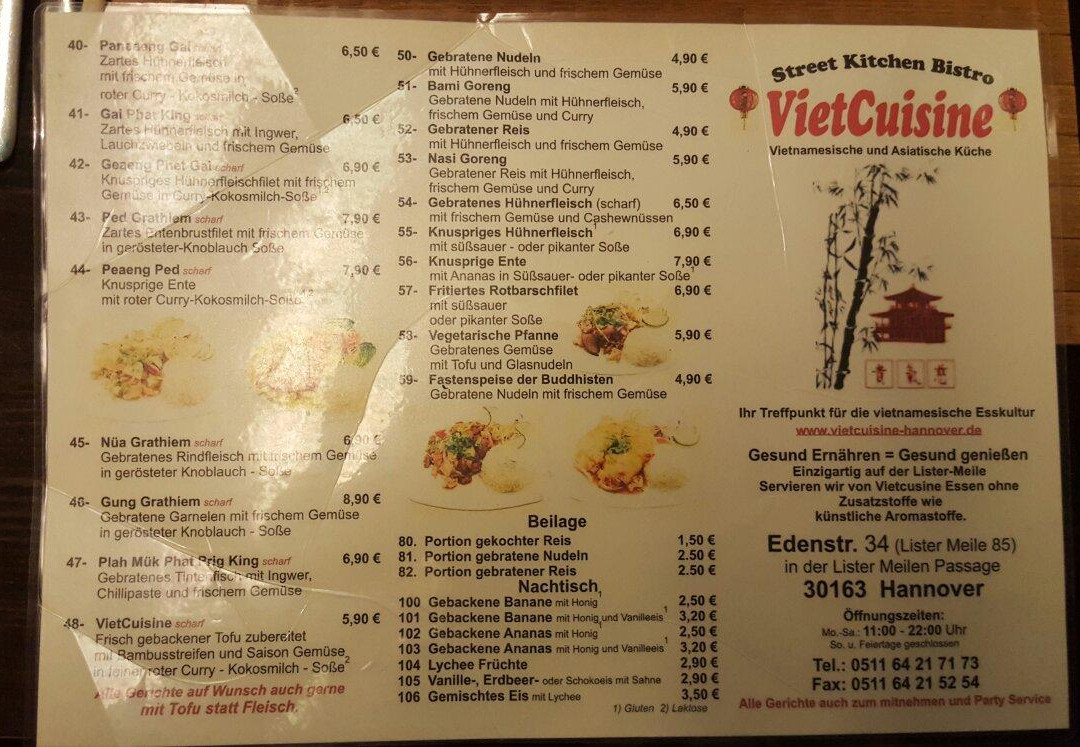 40- Panaeng Gai scharf 6,50 €
Zartes Hühnerfleisch
mit frischem Gemüse in
roter Curry - Kokosmilch - Soße2
41- Gai Phat King scharf 6,50 €
Zartes Hühnerfleisch mit Ingwer,
Lauchzwiebeln und frischem Gemüse
42- Geaeng Phet Gai scharf 6,90 €
Knuspriges Hühnerfleischfilet mit frischem
Gemüse in Curry-Kokosmilch-Soße1 2
43- Ped Grathiem scharf 7,90 €
Zartes Entenbrustfilet mit frischem Gemüse
in gerösteter-Knoblauch Soße
44- Peaeng Ped scharf 7,90 €
Knusprige Ente
mit roter Curry-Kokosmilch-Soße1 2
45- Nüa Grathiem scharf 6,90 €
Gebratenes Rindfleisch mit frischem Gemüse
in gerösteter Knoblauch - Soße
46- Gung Grathiem scharf 8,90 €
Gebratene Garnelen mit frischem Gemüse
in gerösteter Knoblauch - Soße
47- Plah Mük Phat Prig King scharf 6,90 €
Gebratenes Tintenfisch mit Ingwer,
Chillipaste und frischem Gemüse
48- VietCuisine scharf 5,90 €
Frisch gebackener Tofu zubereitet
mit Bambusstreifen und Saison Gemüse
in feiner roter Curry - Kokosmilch - Soße2
Alle Gerichte auf Wunsch auch gerne
mit Tofu statt Fleisch.
50- Gebratene Nudeln 4,90 €
mit Hühnerfleisch und frischem Gemüse
51- Bami Goreng 5,90 €
Gebratene Nudeln mit Hühnerfleisch,
frischem Gemüse und Curry
52- Gebratener Reis 4,90 €
mit Hühnerfleisch und frischem Gemüse
53- Nasi Goreng 5,90 €
Gebratener Reis mit Hühnerfleisch,
frischem Gemüse und Curry
54- Gebratenes Hühnerfleisch (scharf) 6,50 €
mit frischem Gemüse und Cashewnüssen
55- Knuspriges Hühnerfleisch1 6,90 €
mit süßsauer - oder pikanter Soße
56- Knusprige Ente 7,90 €
mit Ananas in Süßsauer- oder pikanter Soße1
57- Fritiertes Rotbarschfilet 6,90 €
mit süßsauer
oder pikanter Soße
53- Vegetarische Pfanne 5,90 €
Gebratenes Gemüse
mit Tofu und Glasnudeln
59- Fastenspeise der Buddhisten 4,90 €
Gebratene Nudeln mit frischem Gemüse
Beilage
80. Portion gekochter Reis 1,50 €
81. Portion gebratene Nudeln 2.50 €
82. Portion gebratener Reis 2.50 €
Nachtisch1
100 Gebackene Banane mit Honig 2,50 €
101 Gebackene Banane mit Honig und Vanilleeis1 3,20 €
102 Gebackene Ananas mit Honig1 2,50 €
103 Gebackene Ananas mit Honig und Vanilleeis1 3,20 €
104 Lychee Früchte 2,90 €
105 Vanille-, Erdbeer- oder Schokoeis mit Sahne 2,90 €
106 Gemischtes Eis mit Lychee 3,50 €
1) Gluten 2) Laktose
Street Kitchen Bistro
VietCuisine
Vietnamesische und Asiatische Küche
Ihr Treffpunkt für die vietnamesische Esskultur
www.vietcuisine-hannover.de
Gesund Ernähren = Gesund genießen
Einzigartig auf der Lister-Meile
Servieren wir von Vietcusine Essen ohne
Zusatzstoffe wie
künstliche Aromastoffe.
Edenstr. 34 (Lister Meile 85)
in der Lister Meilen Passage
30163 Hannover
Öffnungszeiten:
Mo.-Sa.: 11:00 - 22:00 Uhr
So. u. Feiertage geschlossen
Tel.: 0511 64 21 71 73
Fax: 0511 64 21 52 54
Alle Gerichte auch zum mitnehmen und Party Service